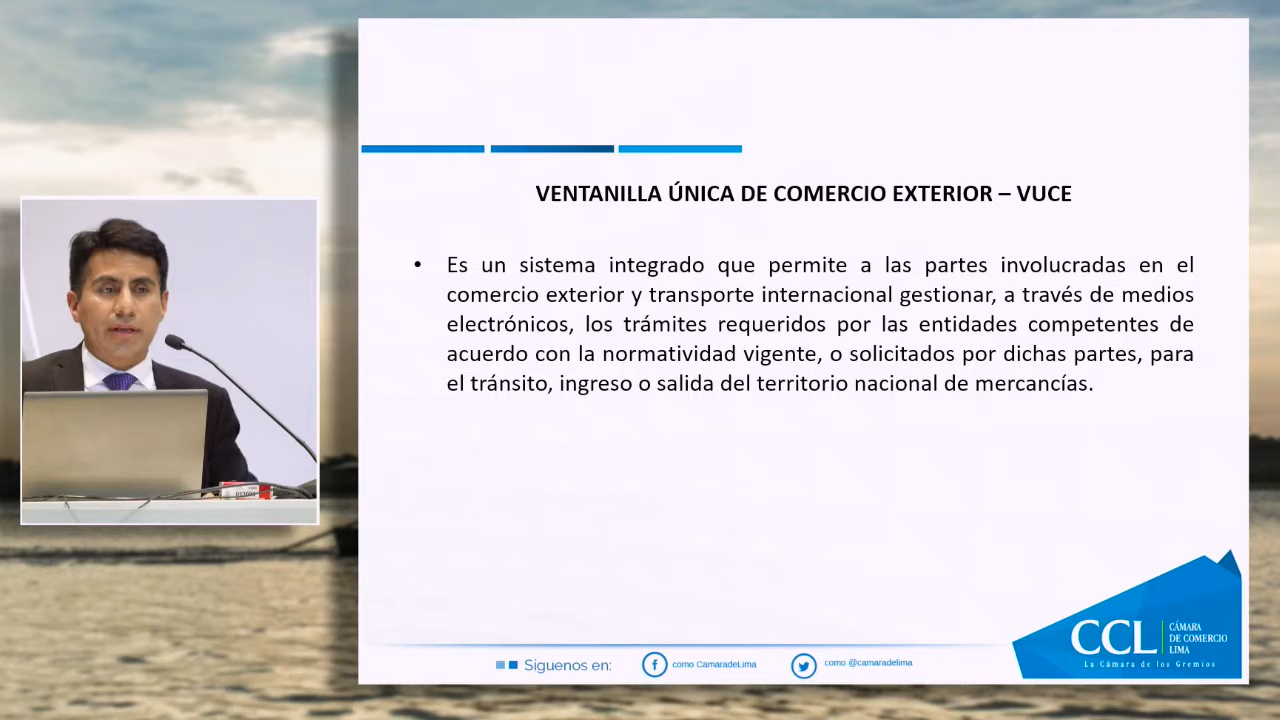 VENTANILLA ÚNICA DE COMERCIO EXTERIOR – VUCE
• Es un sistema integrado que permite a las partes involucradas en el
comercio exterior y transporte internacional gestionar, a través de medios
electrónicos, los trámites requeridos por las entidades competentes de
acuerdo con la normatividad vigente, o solicitados por dichas partes, para
el tránsito, ingreso o salida del territorio nacional de mercancías.
Síguenos en:
como CamaradeLima
como @camaradelima
CCL
CÁMARA
DE COMERCIO
LIMA
La Cámara de los Gremios